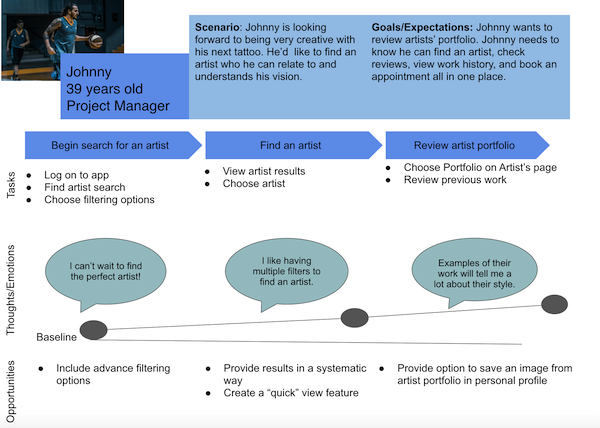 Johnny
39 years old
Project Manager
Scenario: Johnny is looking
forward to being very creative with
his next tattoo. He'd like to find an
artist who he can relate to and
understands his vision.
Goals/Expectations: Johnny wants to
review artists' portfolio. Johnny needs to
know he can find an artist, check
reviews, view work history, and book an
appointment all in one place.
Begin search for an artist
Find an artist
Review artist portfolio
Tasks
● Log on to app
● Find artist search
● Choose filtering options
● View artist results
● Choose artist
● Choose Portfolio on Artist's page
● Review previous work
Thoughts/Emotions
I can't wait to find
the perfect artist!
I like having
multiple filters to
find an artist.
Examples of their
work will tell me a
lot about their style.
Baseline
Opportunities
● Include advance filtering
options
● Provide results in a systematic
way
● Create a “quick” view feature
● Provide option to save an image from
artist portfolio in personal profile